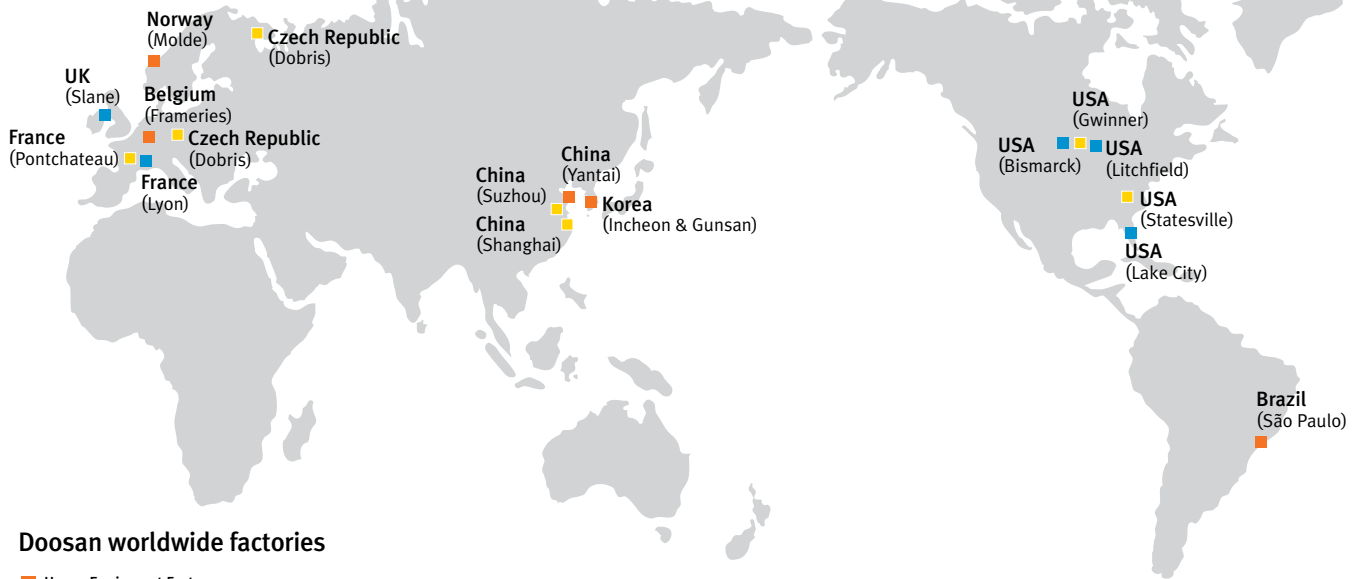 Norway
(Molde)
Czech Republic
(Dobris)
UK
(Slane)
Belgium
(Frameries)
France
(Pontchateau)
Czech Republic
(Dobris)
France
(Lyon)
China
(Yantai)
China
(Suzhou)
Korea
(Incheon & Gunsan)
China
(Shanghai)
USA
(Gwinner)
USA
(Bismarck)
USA
(Litchfield)
USA
(Statesville)
USA
(Lake City)
Brazil
(São Paulo)
Doosan worldwide factories